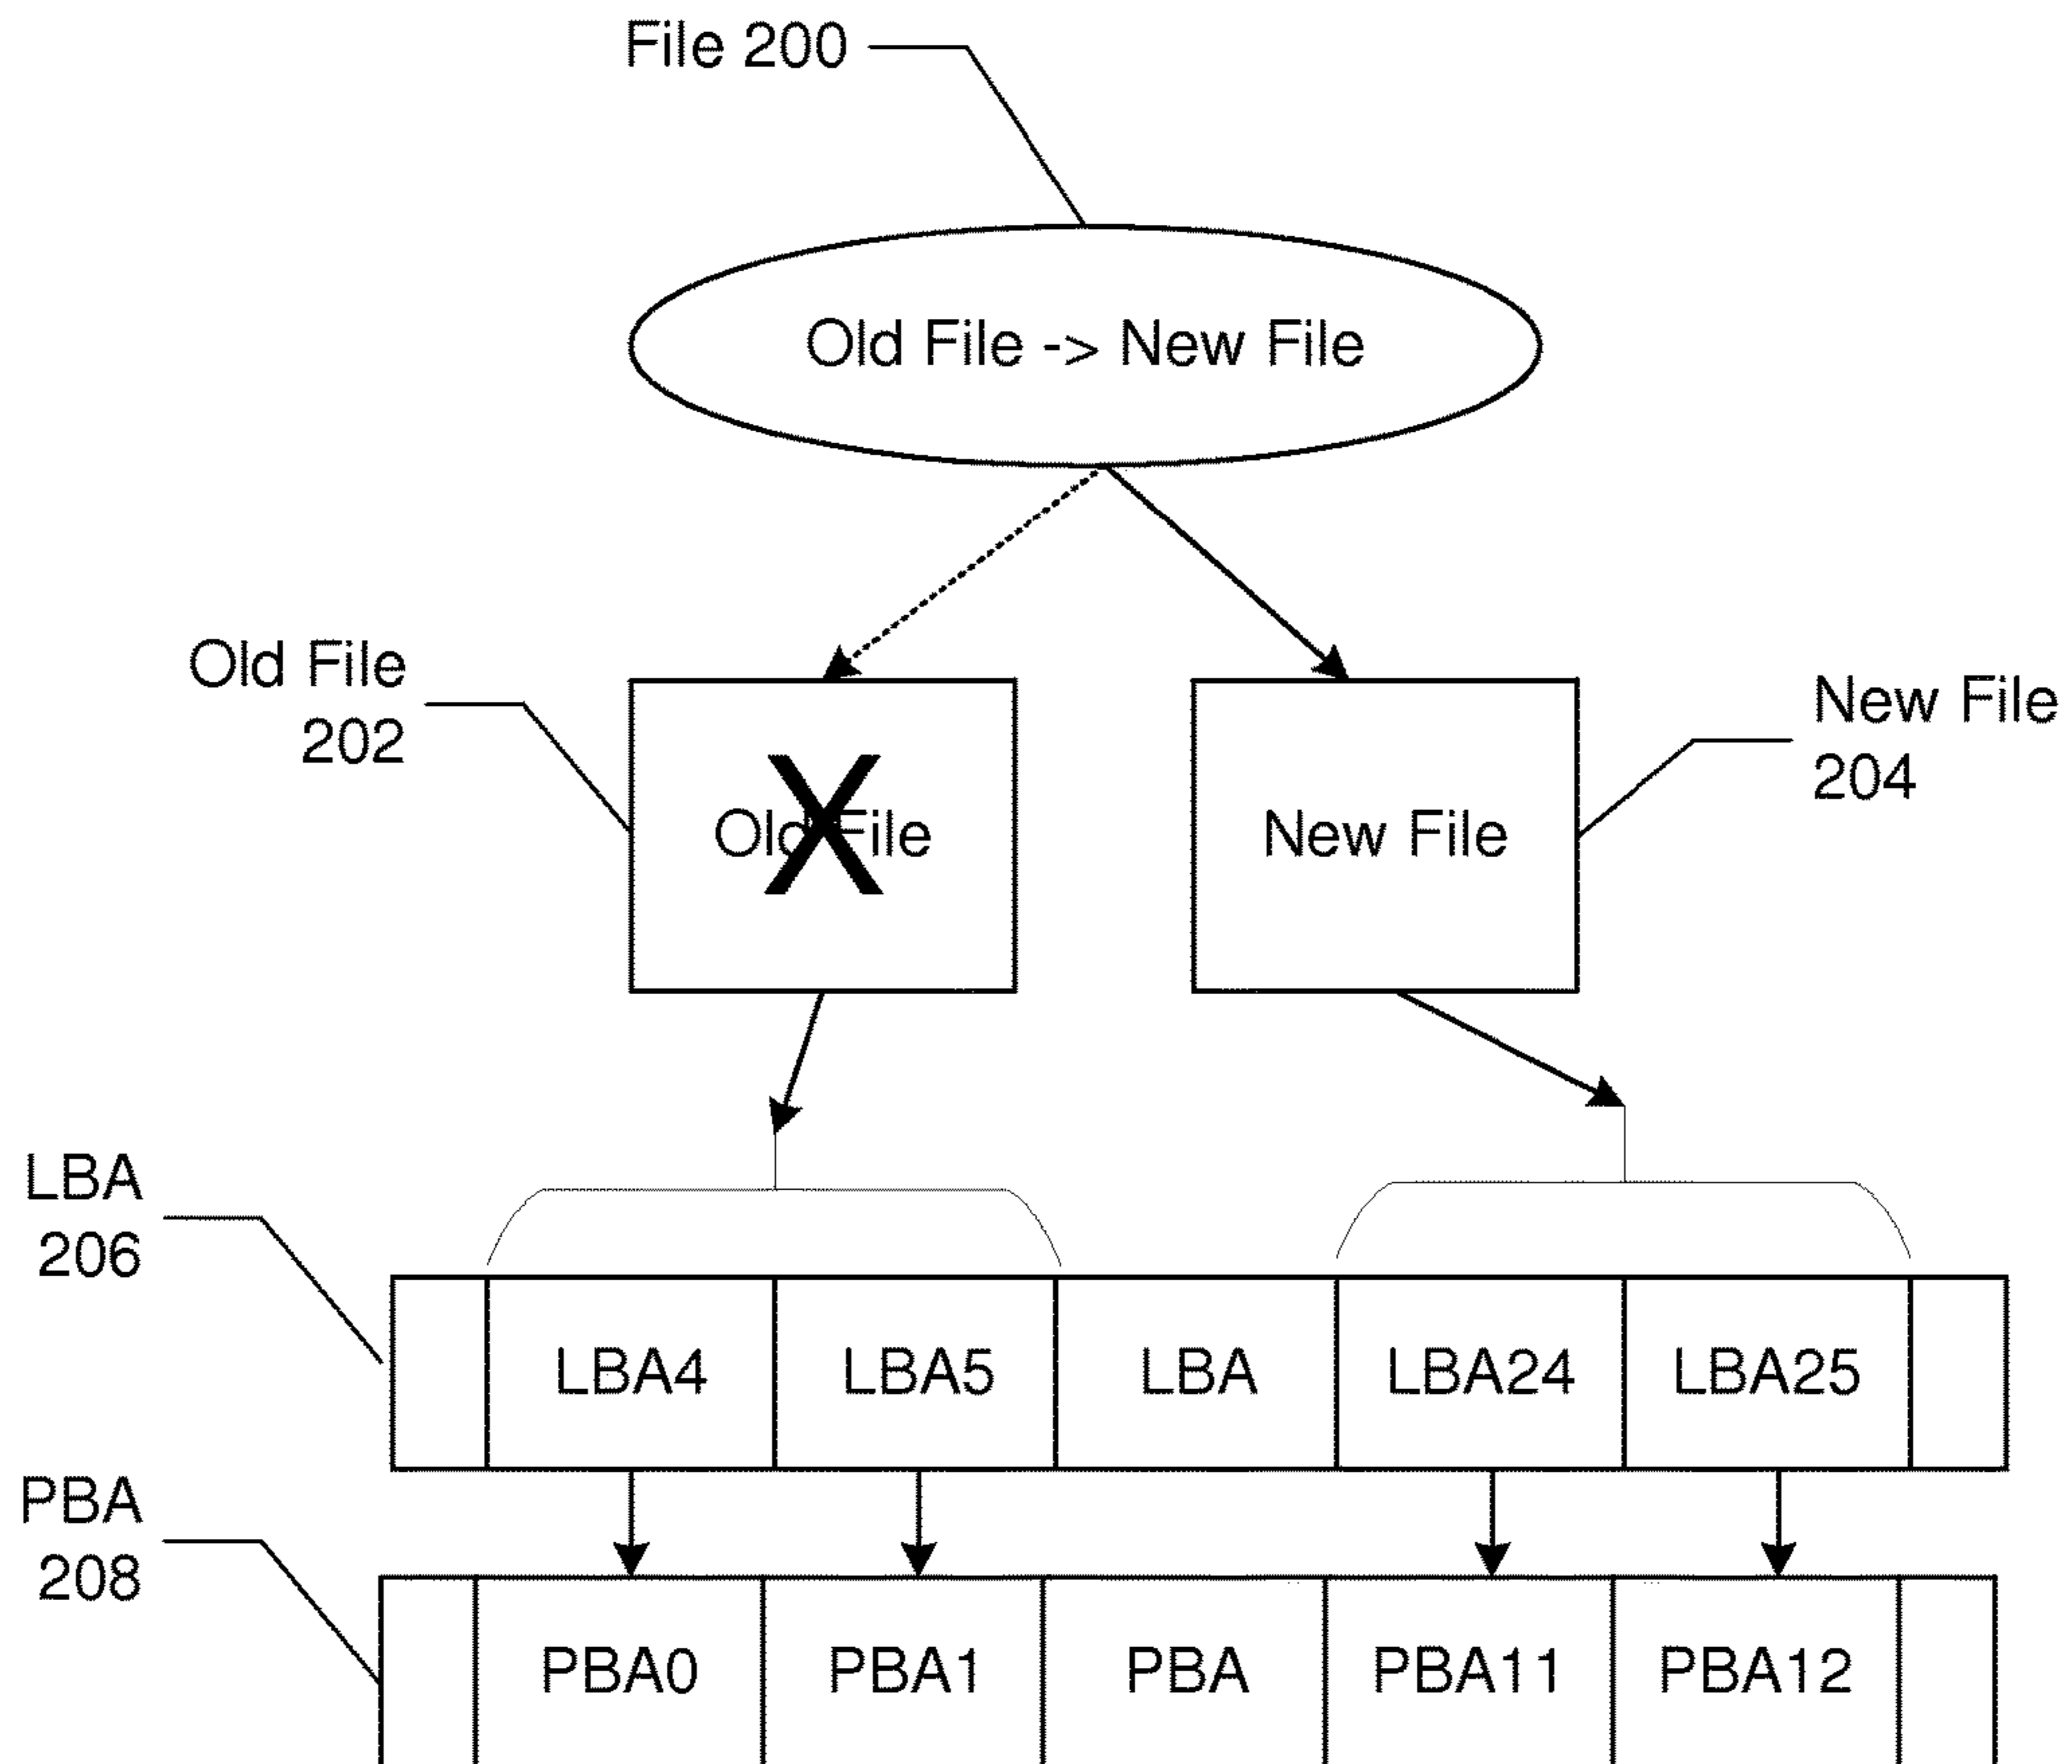 File 200
Old File -> New File
Old File
202
New File
204
Old File
New File
LBA
206
LBA4 LBA5 LBA LBA24 LBA25
PBA
208
PBA0 PBA1 PBA PBA11 PBA12